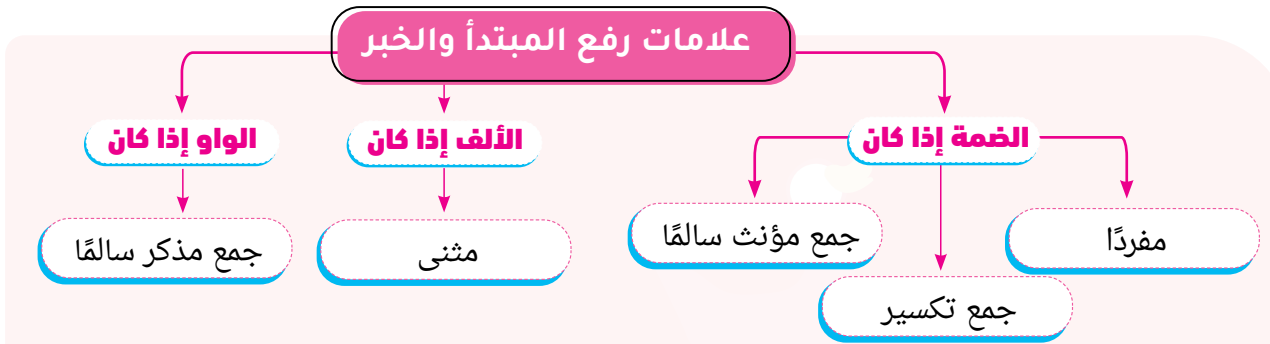 علامات رفع المبتدأ والخبر
الضمة إذا كان
الألف إذا كان
الواو إذا كان
مفردًا
جمع تكسير
جمع مؤنث سالمًا
مثنى
جمع مذكر سالمًا